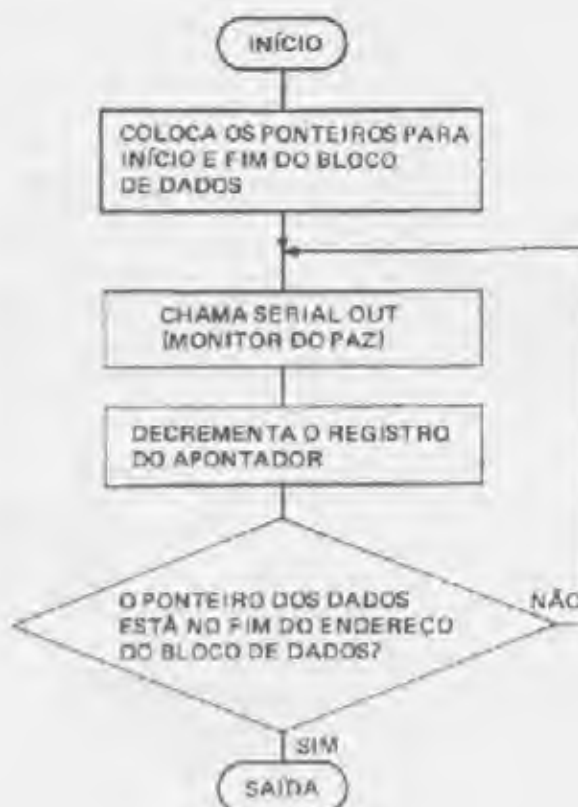 INÍCIO
COLOCA OS PONTEIROS PARA
INÍCIO E FIM DO BLOCO
DE DADOS
CHAMA SERIAL OUT
(MONITOR DO PAZ)
DECREMENTA O REGISTRO
DO APONTADOR
O PONTEIRO DOS DADOS
ESTÁ NO FIM DO ENDEREÇO
DO BLOCO DE DADOS?
NÃO
SIM
SAÍDA